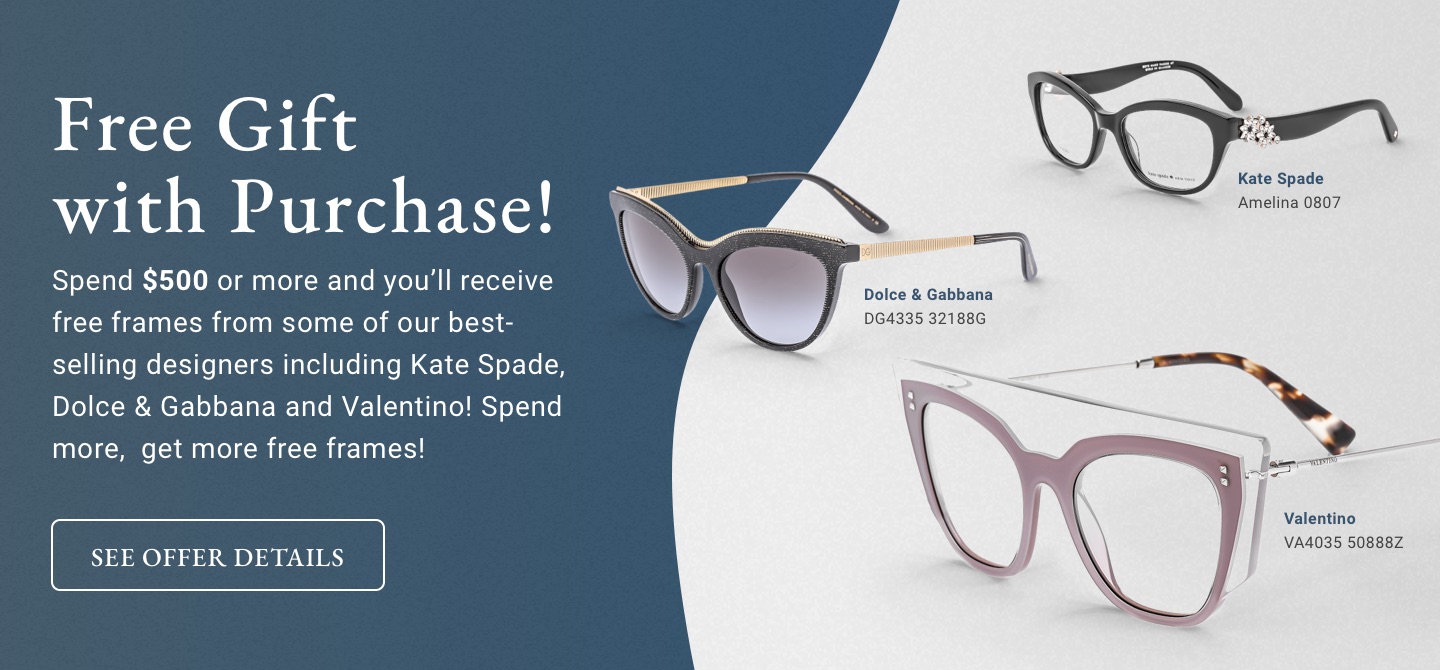 Free Gift
with Purchase!
Spend $500 or more and you’ll receive
free frames from some of our best-
selling designers including Kate Spade,
Dolce & Gabbana and Valentino! Spend
more,  get more free frames!
SEE OFFER DETAILS
Kate Spade
Amelina 0807
Dolce & Gabbana
DG4335 32188G
VALENTINO
Valentino
VA4035 50888Z